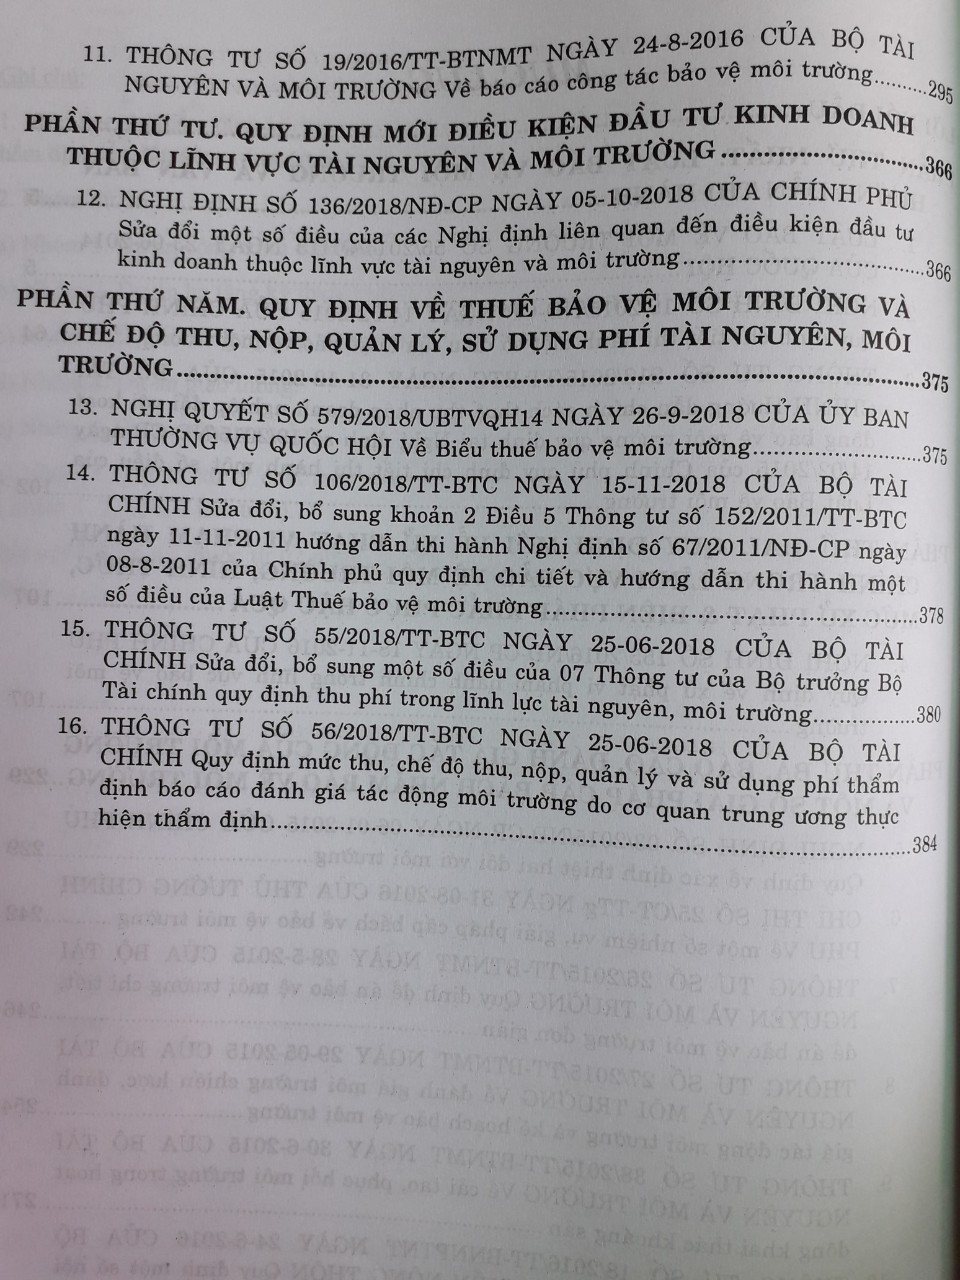 11. THÔNG TƯ SỐ 19/2016/TT-BTNMT NGÀY 24-8-2016 CỦA BỘ TÀI
NGUYÊN VÀ MÔI TRƯỜNG Về báo cáo công tác bảo vệ môi trường.........295
PHẦN THỨ TƯ. QUY ĐỊNH MỚI ĐIỀU KIỆN ĐẦU TƯ KINH DOANH
THUỘC LĨNH VỰC TÀI NGUYÊN VÀ MÔI TRƯỜNG.............................366
12. NGHỊ ĐỊNH SỐ 136/2018/NĐ-CP NGÀY 05-10-2018 CỦA CHÍNH PHỦ
Sửa đổi một số điều của các Nghị định liên quan đến điều kiện đầu tư
kinh doanh thuộc lĩnh vực tài nguyên và môi trường..................................366
PHẦN THỨ NĂM. QUY ĐỊNH VỀ THUẾ BẢO VỆ MÔI TRƯỜNG VÀ
CHẾ ĐỘ THU, NỘP, QUẢN LÝ, SỬ DỤNG PHÍ TÀI NGUYÊN, MÔI
TRƯỜNG..............................................................................................375
13. NGHỊ QUYẾT SỐ 579/2018/UBTVQH14 NGÀY 26-9-2018 CỦA ỦY BAN
THƯỜNG VỤ QUỐC HỘI Về Biểu thuế bảo vệ môi trường........................375
14. THÔNG TƯ SỐ 106/2018/TT-BTC NGÀY 15-11-2018 CỦA BỘ TÀI
CHÍNH Sửa đổi, bổ sung khoản 2 Điều 5 Thông tư số 152/2011/TT-BTC
ngày 11-11-2011 hướng dẫn thi hành Nghị định số 67/2011/NĐ-CP ngày
08-8-2011 của Chính phủ quy định chi tiết và hướng dẫn thi hành một
số điều của Luật Thuế bảo vệ môi trường.....................................................378
15. THÔNG TƯ SỐ 55/2018/TT-BTC NGÀY 25-06-2018 CỦA BỘ TÀI
CHÍNH Sửa đổi, bổ sung một số điều của 07 Thông tư của Bộ trưởng Bộ
Tài chính quy định thu phí trong lĩnh lực tài nguyên, môi trường...............380
16. THÔNG TƯ SỐ 56/2018/TT-BTC NGÀY 25-06-2018 CỦA BỘ TÀI
CHÍNH Quy định mức thu, chế độ thu, nộp, quản lý và sử dụng phí thẩm
định báo cáo đánh giá tác động môi trường do cơ quan trung ương thực
hiện thẩm định.............................................................................................384